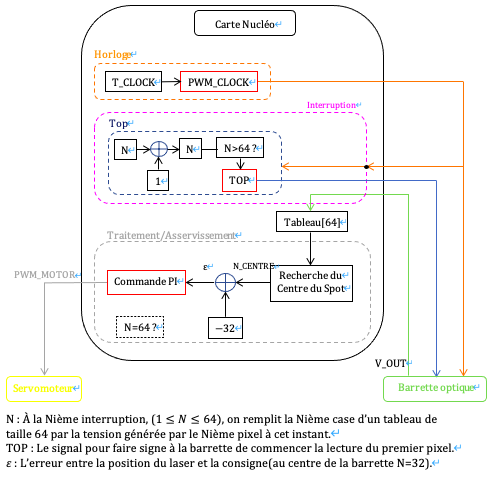 Carte Nucléo
Horloge
T_CLOCK
PWM_CLOCK
Interruption
Top
N
N
N>64 ?
1
TOP
Tableau[64]
Traitement/Asservissement
PWM_MOTOR
Commande PI
ε
N_CENTRE
Recherche du
Centre du Spot
N=64 ?
−32
V_OUT
Servomoteur
Barrette optique
N : À la Nième interruption, (1 ≤ N ≤ 64), on remplit la Nième case d’un tableau de
taille 64 par la tension générée par le Nième pixel à cet instant.
TOP : Le signal pour faire signe à la barrette de commencer la lecture du premier pixel.
ε : L’erreur entre la position du laser et la consigne(au centre de la barrette N=32).